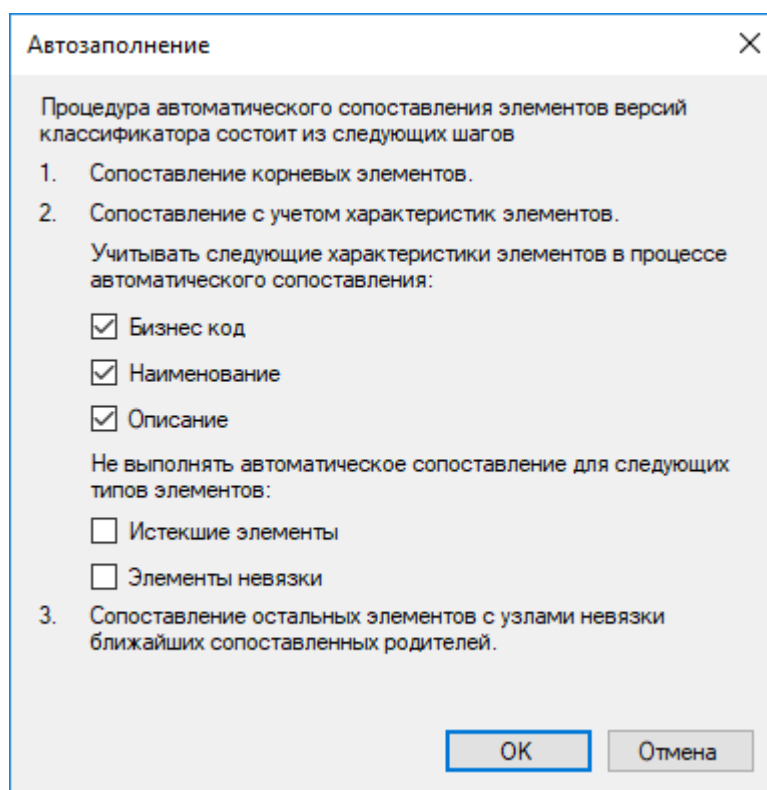 Автозаполнение
Процедура автоматического сопоставления элементов версий
классификатора состоит из следующих шагов
1. Сопоставление корневых элементов.
2. Сопоставление с учетом характеристик элементов.
Учитывать следующие характеристики элементов в процессе
автоматического сопоставления:
Бизнес код
Наименование
Описание
Не выполнять автоматическое сопоставление для следующих
типов элементов:
Истекшие элементы
Элементы невязки
3. Сопоставление остальных элементов с узлами невязки
ближайших сопоставленных родителей.
OK Отмена